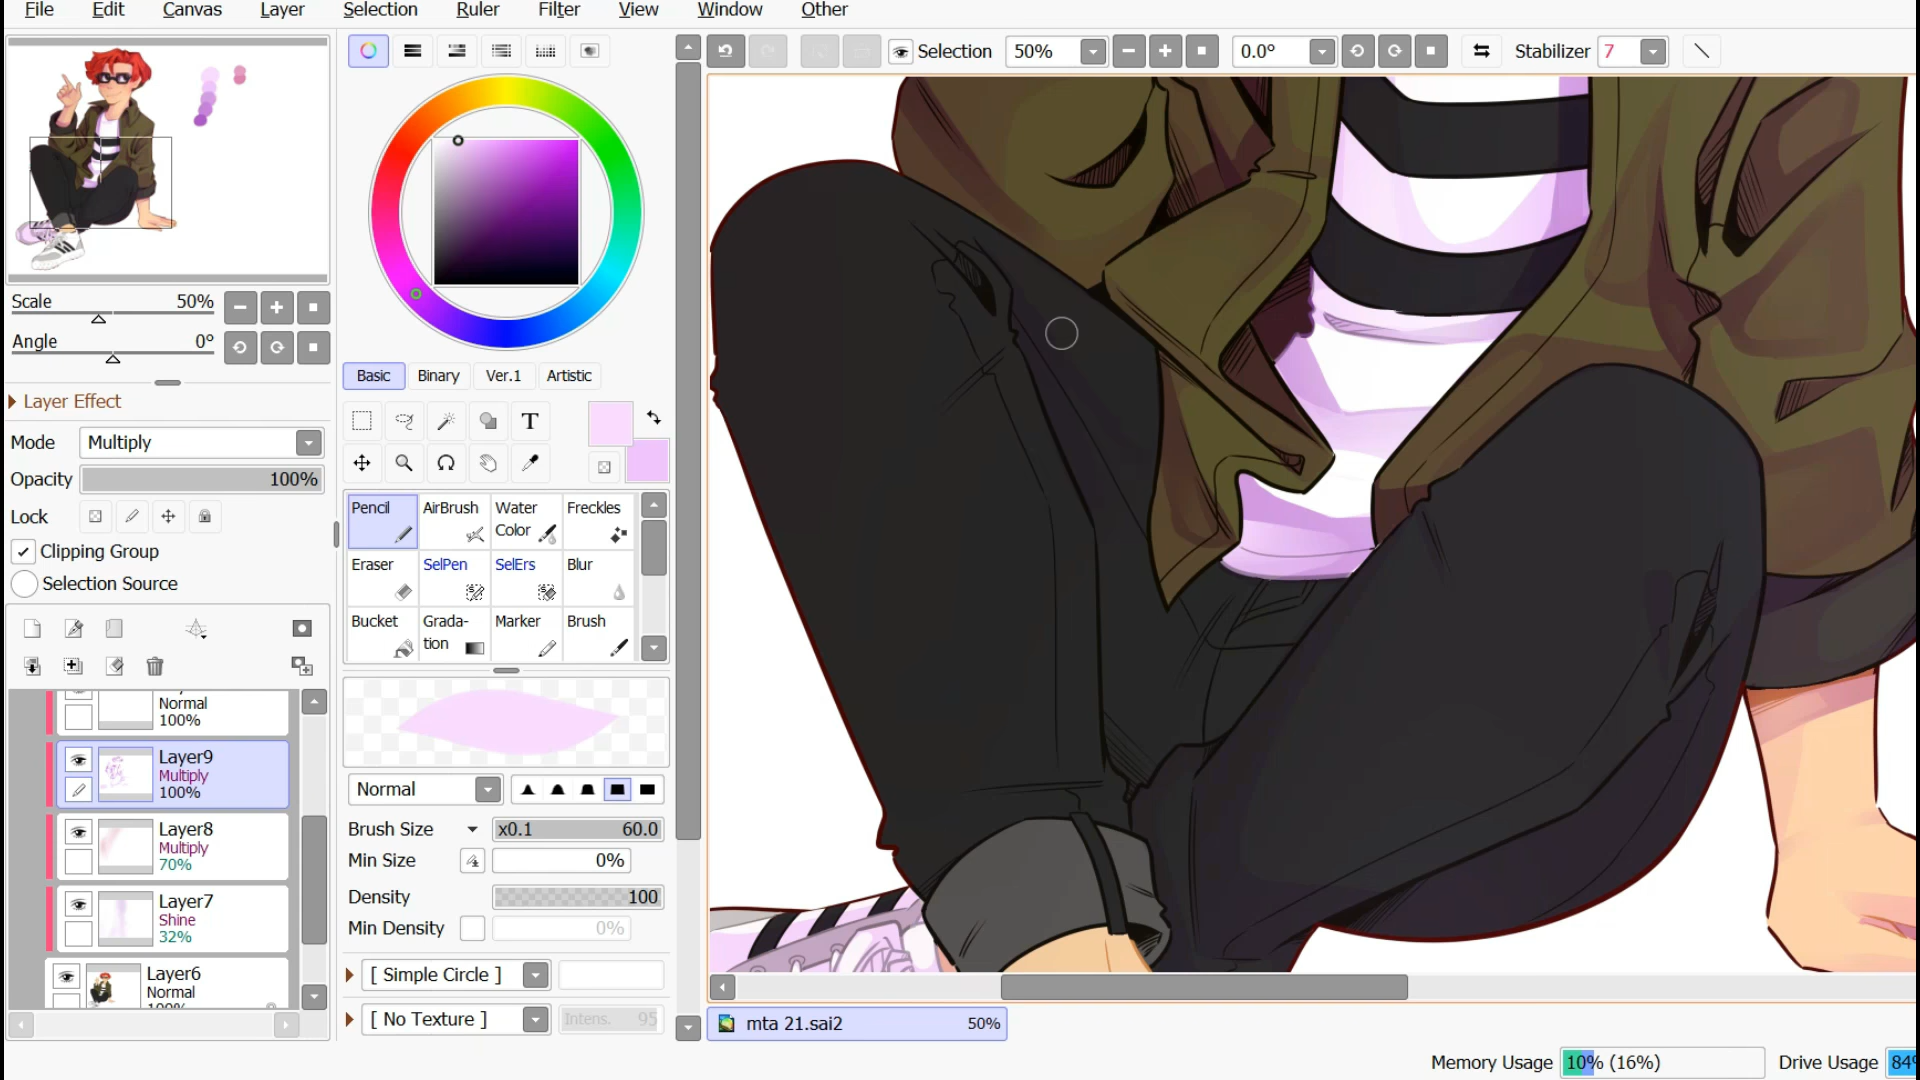 File Edit Canvas Layer Selection Ruler Filter View Window Other
Selection 50% 0.0° Stabilizer 7
Scale 50%
Angle 0°
Layer Effect
Mode Multiply
Opacity 100%
Lock
Clipping Group
Selection Source
Normal
100%
Layer9
Multiply
100%
Layer8
Multiply
70%
Layer7
Shine
32%
Layer6
Normal
100%
Basic Binary Ver.1 Artistic
T
Pencil AirBrush Water Color Freckles
Eraser SelPen SelErs Blur
Bucket Grada-tion Marker Brush
Normal
Brush Size x0.1 60.0
Min Size 0%
Density 100
Min Density 0%
[ Simple Circle ]
[ No Texture ] Intens. 95
mta 21.sai2 50%
Memory Usage 10% (16%) Drive Usage 84%